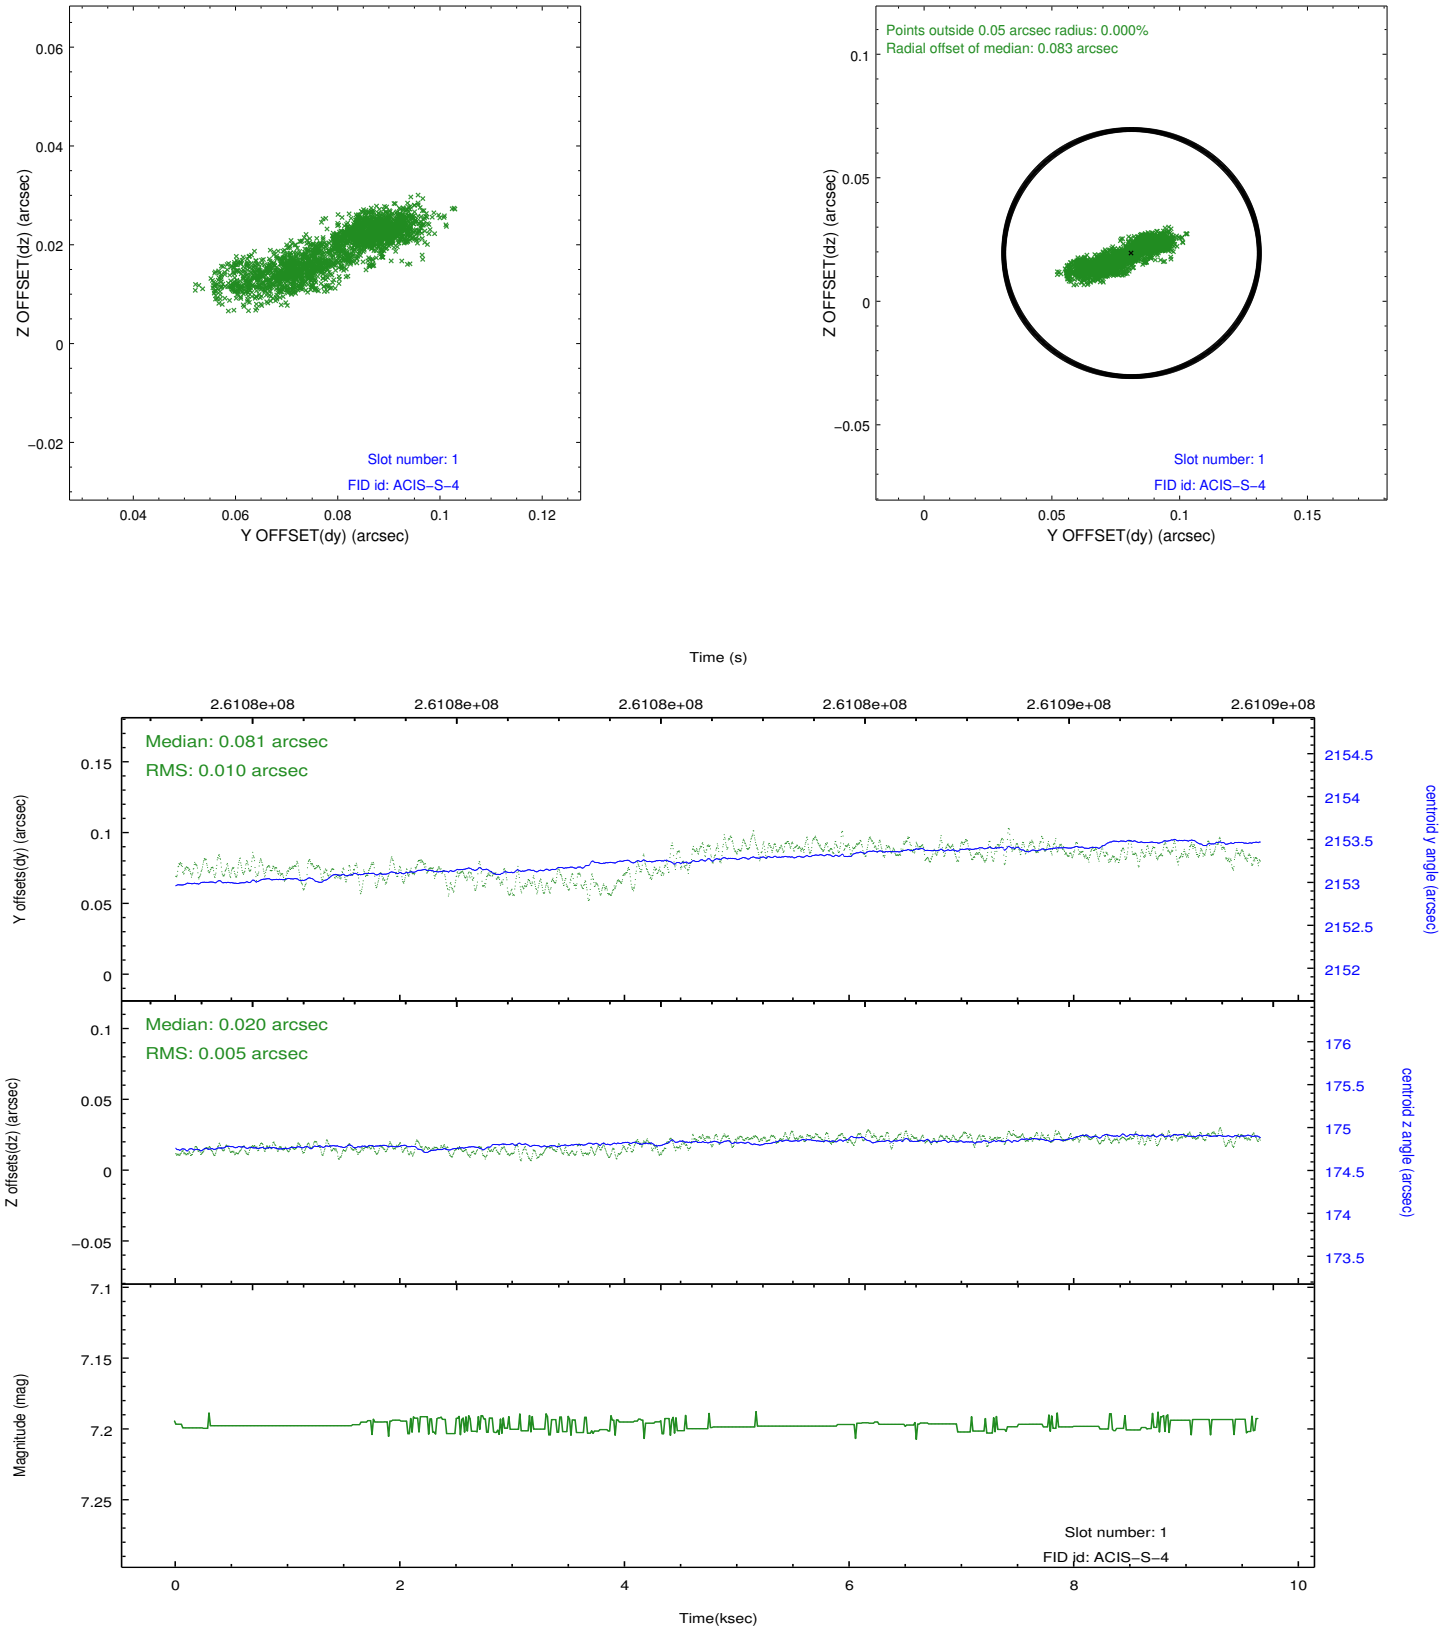 0.06
0.04
0.02
0
−0.02
Z OFFSET(dz) (arcsec)
Slot number: 1
FID id: ACIS−S−4
0.04
0.06
0.08
0.1
0.12
Y OFFSET(dy) (arcsec)
Points outside 0.05 arcsec radius: 0.000%
Radial offset of median: 0.083 arcsec
0.1
0.05
0
−0.05
Z OFFSET(dz) (arcsec)
Slot number: 1
FID id: ACIS−S−4
0
0.05
0.1
0.15
Y OFFSET(dy) (arcsec)
Time (s)
2.6108e+08
2.6108e+08
2.6108e+08
2.6108e+08
2.6109e+08
2.6109e+08
Median: 0.081 arcsec
RMS: 0.010 arcsec
0.15
0.1
0.05
0
Y offsets(dy) (arcsec)
2154.5
2154
2153.5
2153
2152.5
2152
centroid y angle (arcsec)
Median: 0.020 arcsec
RMS: 0.005 arcsec
0.1
0.05
0
−0.05
Z offsets(dz) (arcsec)
176
175.5
175
174.5
174
173.5
centroid z angle (arcsec)
7.1
7.15
7.2
7.25
Magnitude (mag)
Slot number: 1
FID id: ACIS−S−4
0
2
4
6
8
10
Time(ksec)